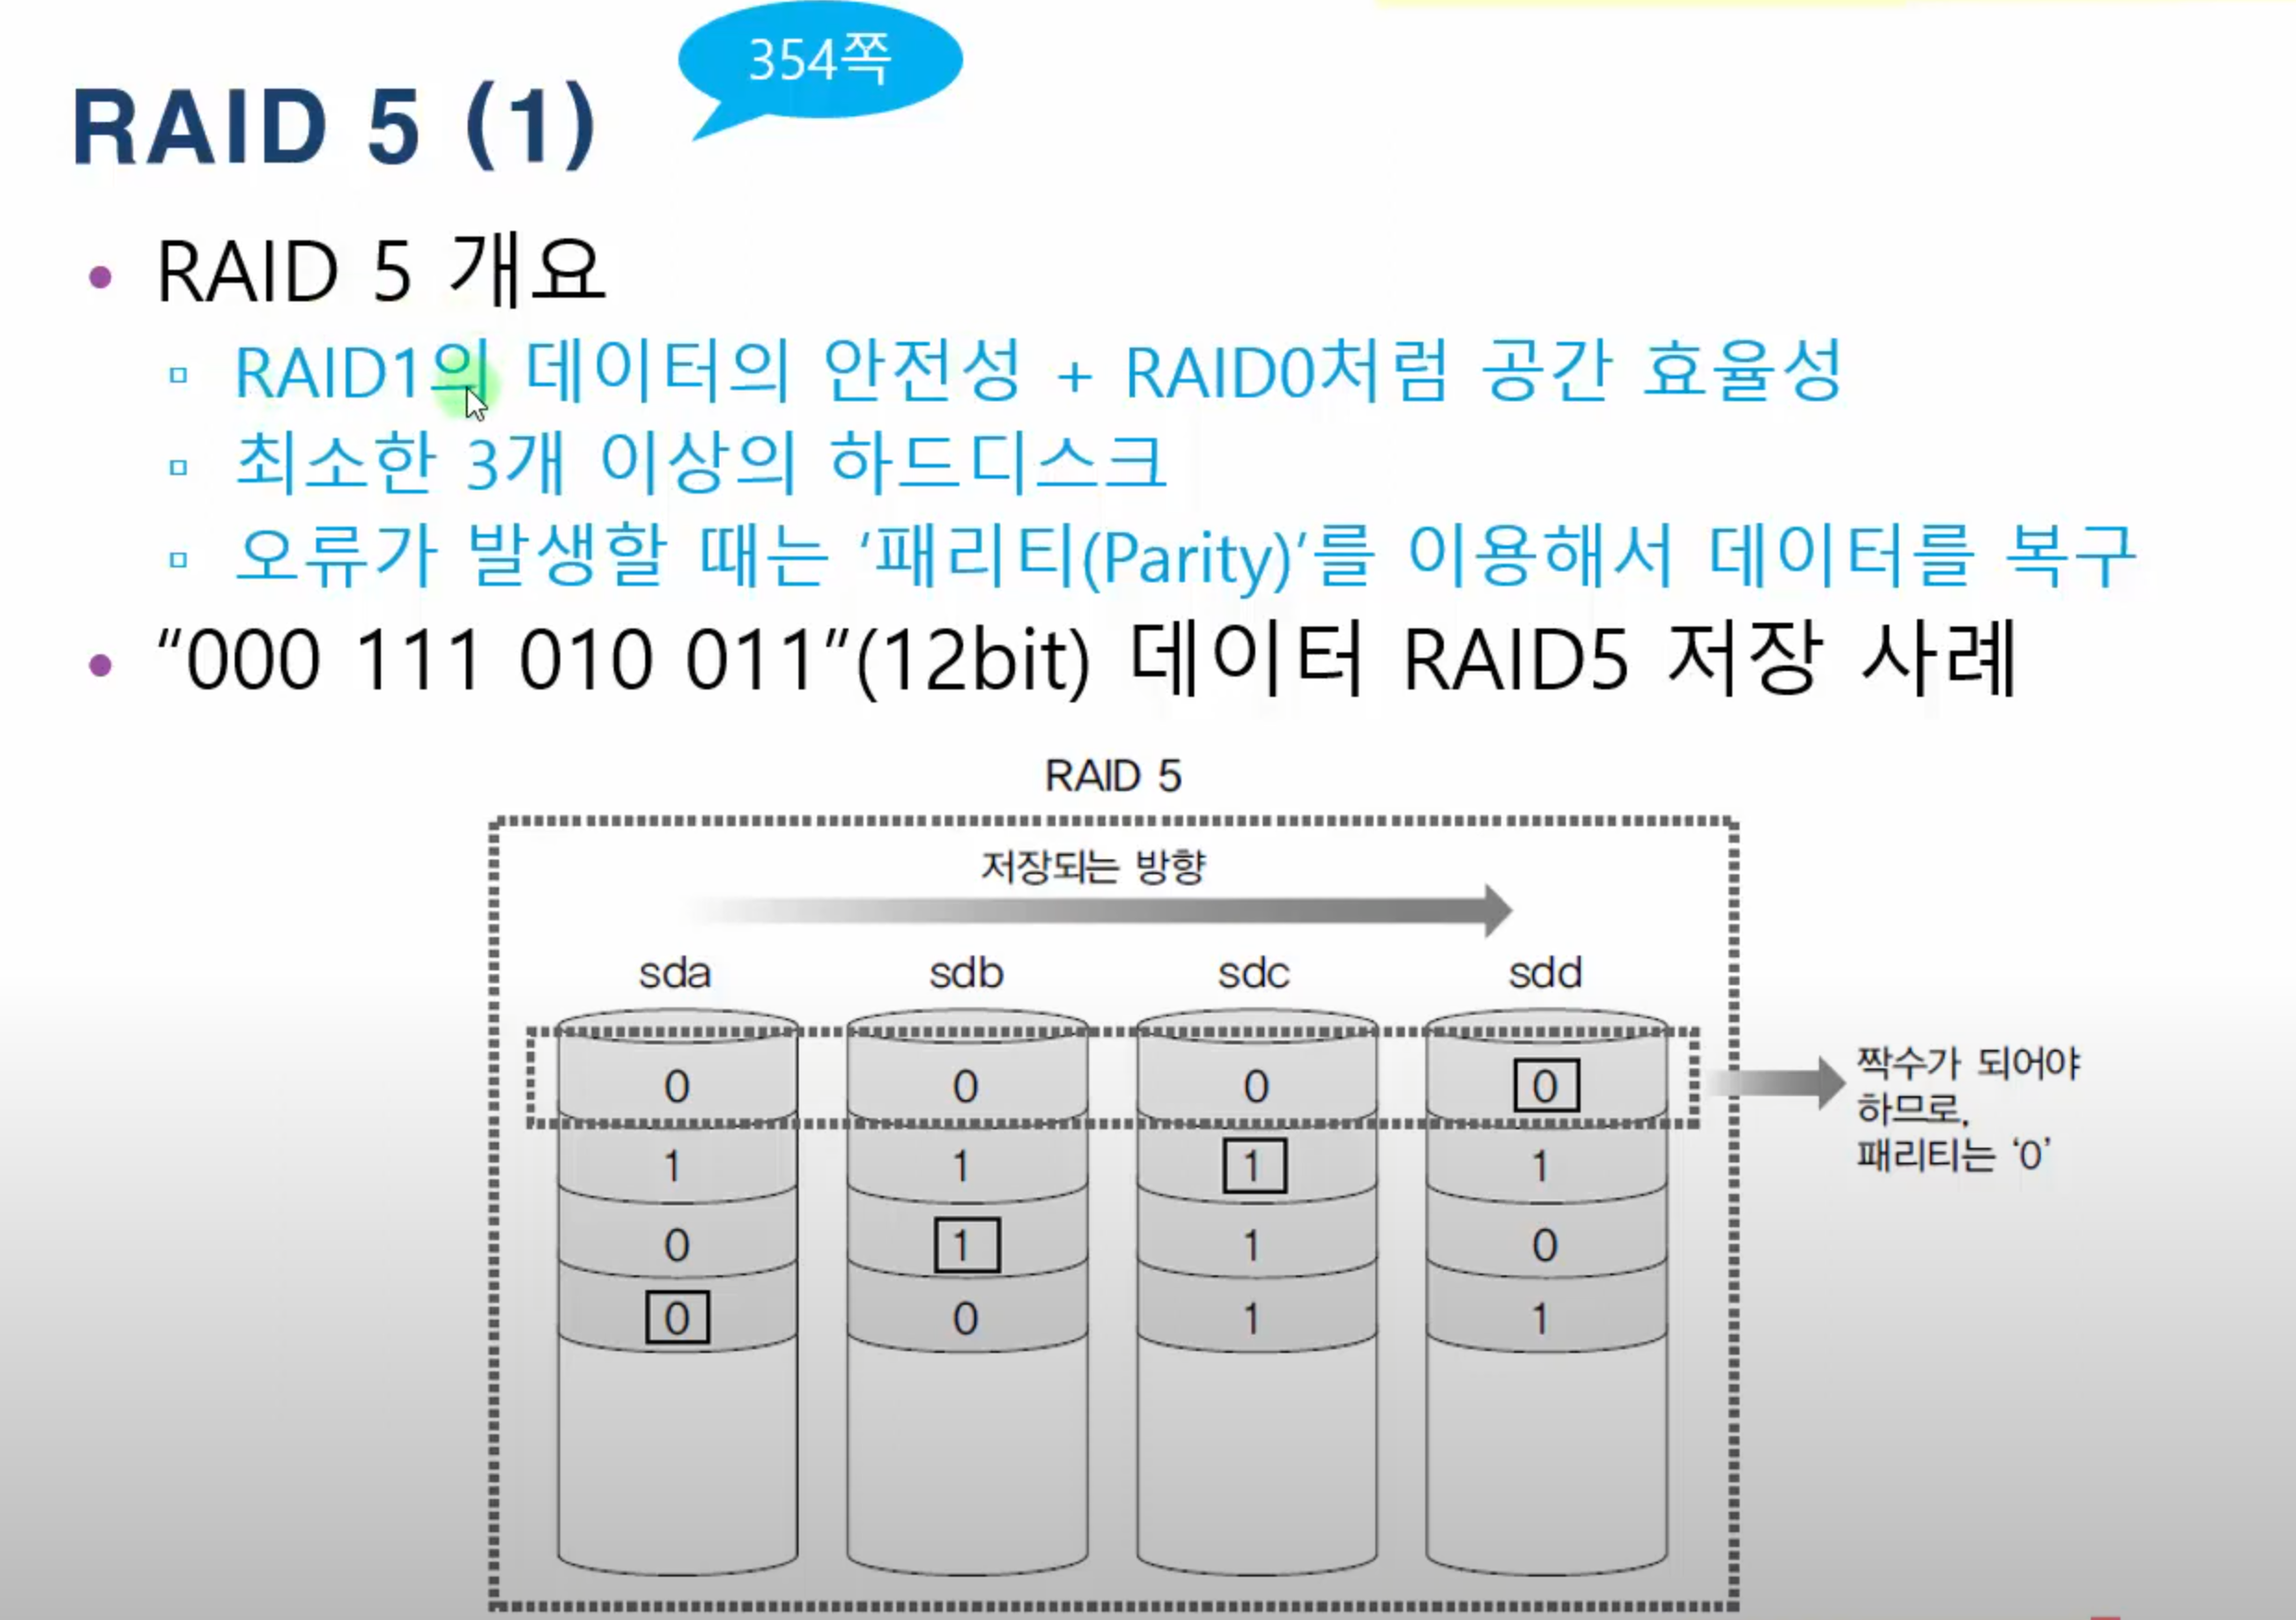 354쪽
RAID 5 (1)
RAID 5 개요
RAID1의 데이터의 안전성 + RAID0처럼 공간 효율성
최소한 3개 이상의 하드디스크
오류가 발생할 때는 ‘패리티(Parity)’를 이용해서 데이터를 복구
“000 111 010 011”(12bit) 데이터 RAID5 저장 사례
RAID 5
저장되는 방향
sda sdb sdc sdd
0 0 0 0
1 1 1 1
0 1 1 0
0 0 1 1
짝수가 되어야
하므로,
패리티는 ‘0’